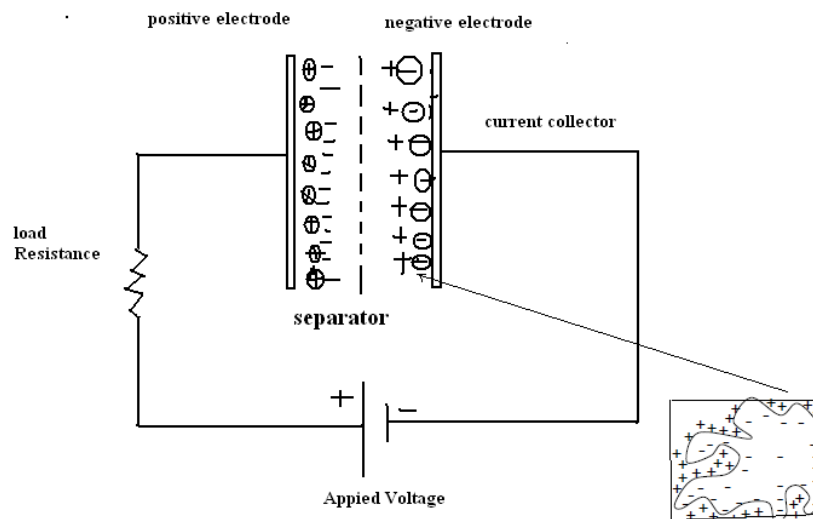 positive electrode
negative electrode
current collector
load
Resistance
separator
+
−
Appied Voltage